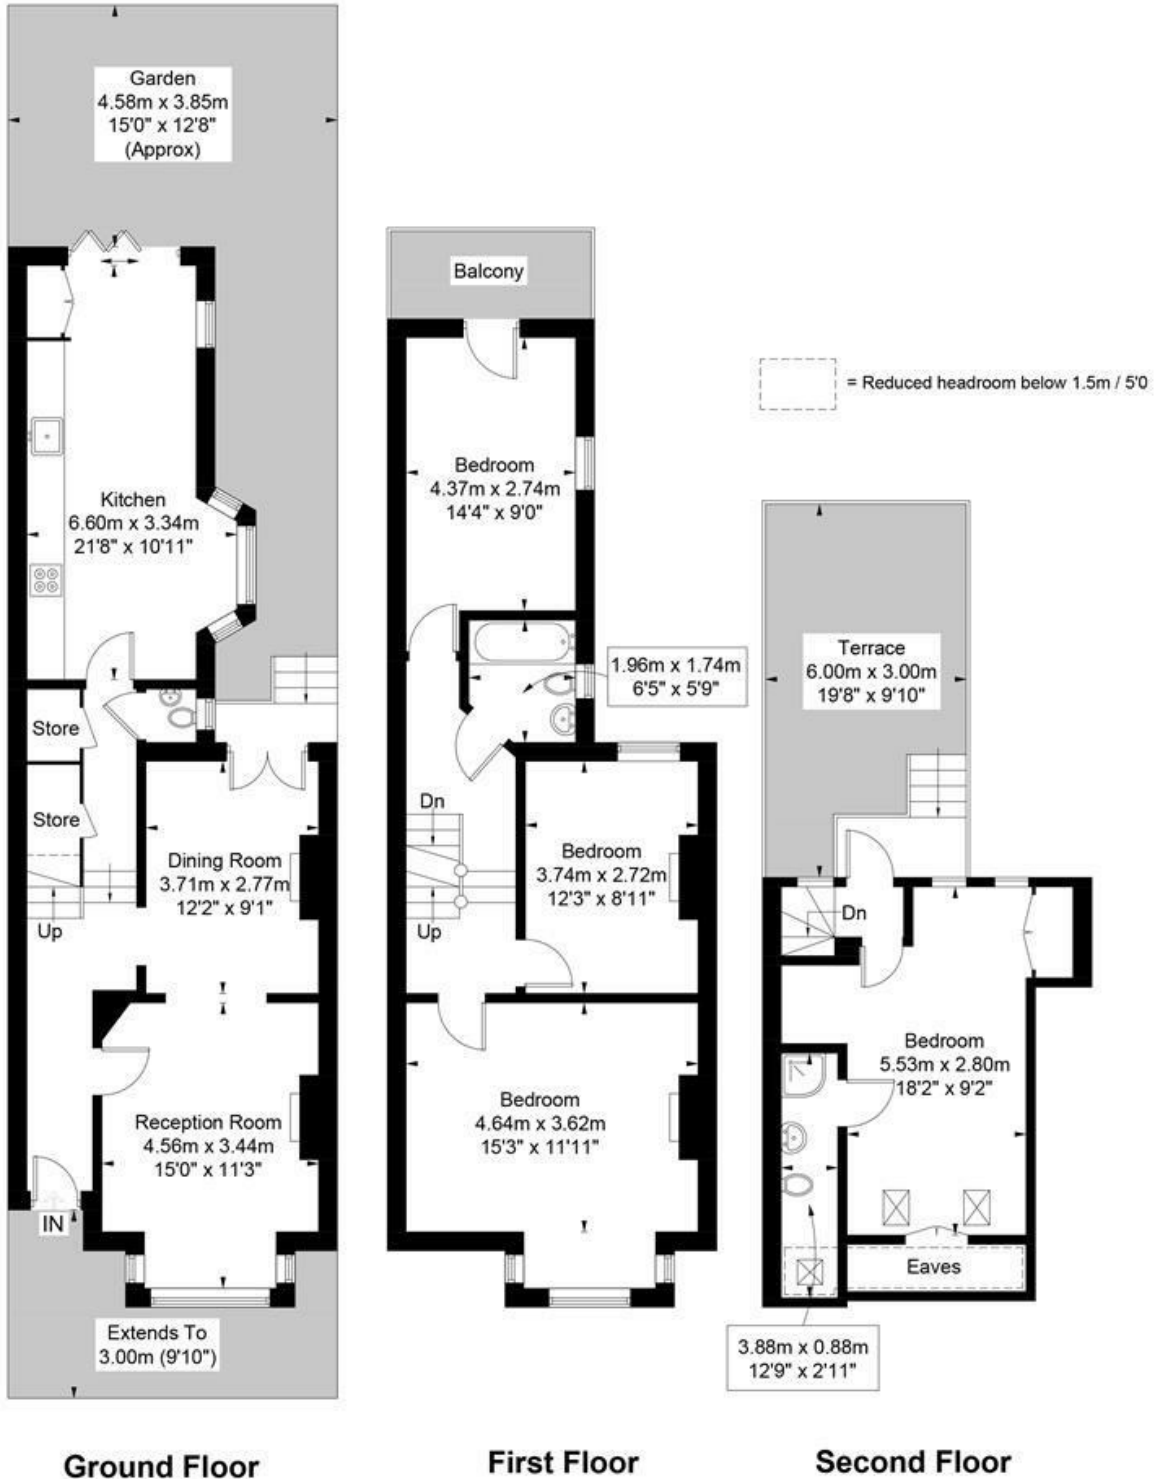 Garden
4.58m x 3.85m
15'0" x 12'8"
(Approx)
Kitchen
6.60m x 3.34m
21'8" x 10'11"
Store
Store
Up
Dining Room
3.71m x 2.77m
12'2" x 9'1"
Reception Room
4.56m x 3.44m
15'0" x 11'3"
IN
Extends To
3.00m (9'10")
Ground Floor
Balcony
Bedroom
4.37m x 2.74m
14'4" x 9'0"
1.96m x 1.74m
6'5" x 5'9"
Dn
Up
Bedroom
3.74m x 2.72m
12'3" x 8'11"
Bedroom
4.64m x 3.62m
15'3" x 11'11"
First Floor
= Reduced headroom below 1.5m / 5'0
Terrace
6.00m x 3.00m
19'8" x 9'10"
Dn
Bedroom
5.53m x 2.80m
18'2" x 9'2"
Eaves
3.88m x 0.88m
12'9" x 2'11"
Second Floor